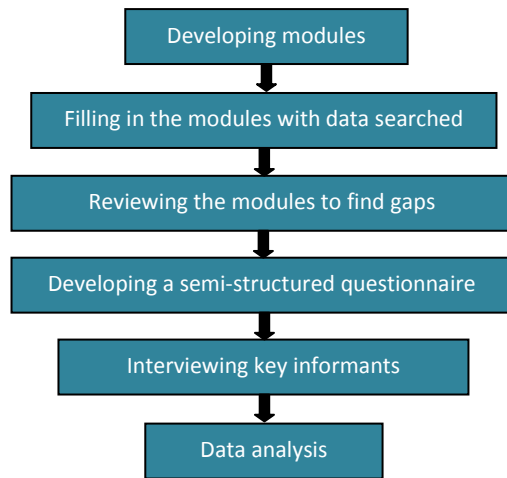 Developing modules
Filling in the modules with data searched
Reviewing the modules to find gaps
Developing a semi-structured questionnaire
Interviewing key informants
Data analysis